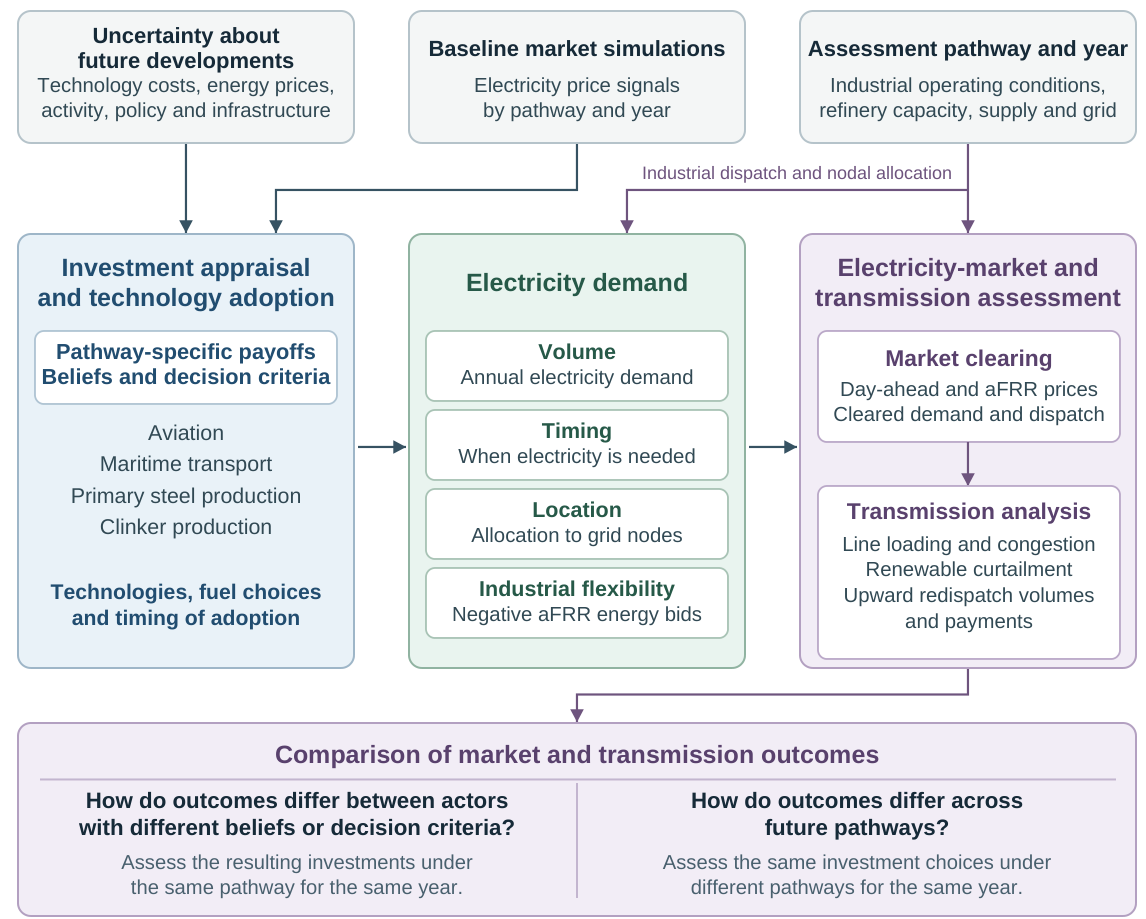 Uncertainty about
future developments
Technology costs, energy prices,
activity, policy and infrastructure
Baseline market simulations
Electricity price signals
by pathway and year
Assessment pathway and year
Industrial operating conditions,
refinery capacity, supply and grid
Industrial dispatch and nodal allocation
Investment appraisal
and technology adoption
Pathway-specific payoffs
Beliefs and decision criteria
Aviation
Maritime transport
Primary steel production
Clinker production
Technologies, fuel choices
and timing of adoption
Electricity demand
Volume
Annual electricity demand
Timing
When electricity is needed
Location
Allocation to grid nodes
Industrial flexibility
Negative aFRR energy bids
Electricity-market and
transmission assessment
Market clearing
Day-ahead and aFRR prices
Cleared demand and dispatch
Transmission analysis
Line loading and congestion
Renewable curtailment
Upward redispatch volumes
and payments
Comparison of market and transmission outcomes
How do outcomes differ between actors
with different beliefs or decision criteria?
Assess the resulting investments under
the same pathway for the same year.
How do outcomes differ across
future pathways?
Assess the same investment choices under
different pathways for the same year.